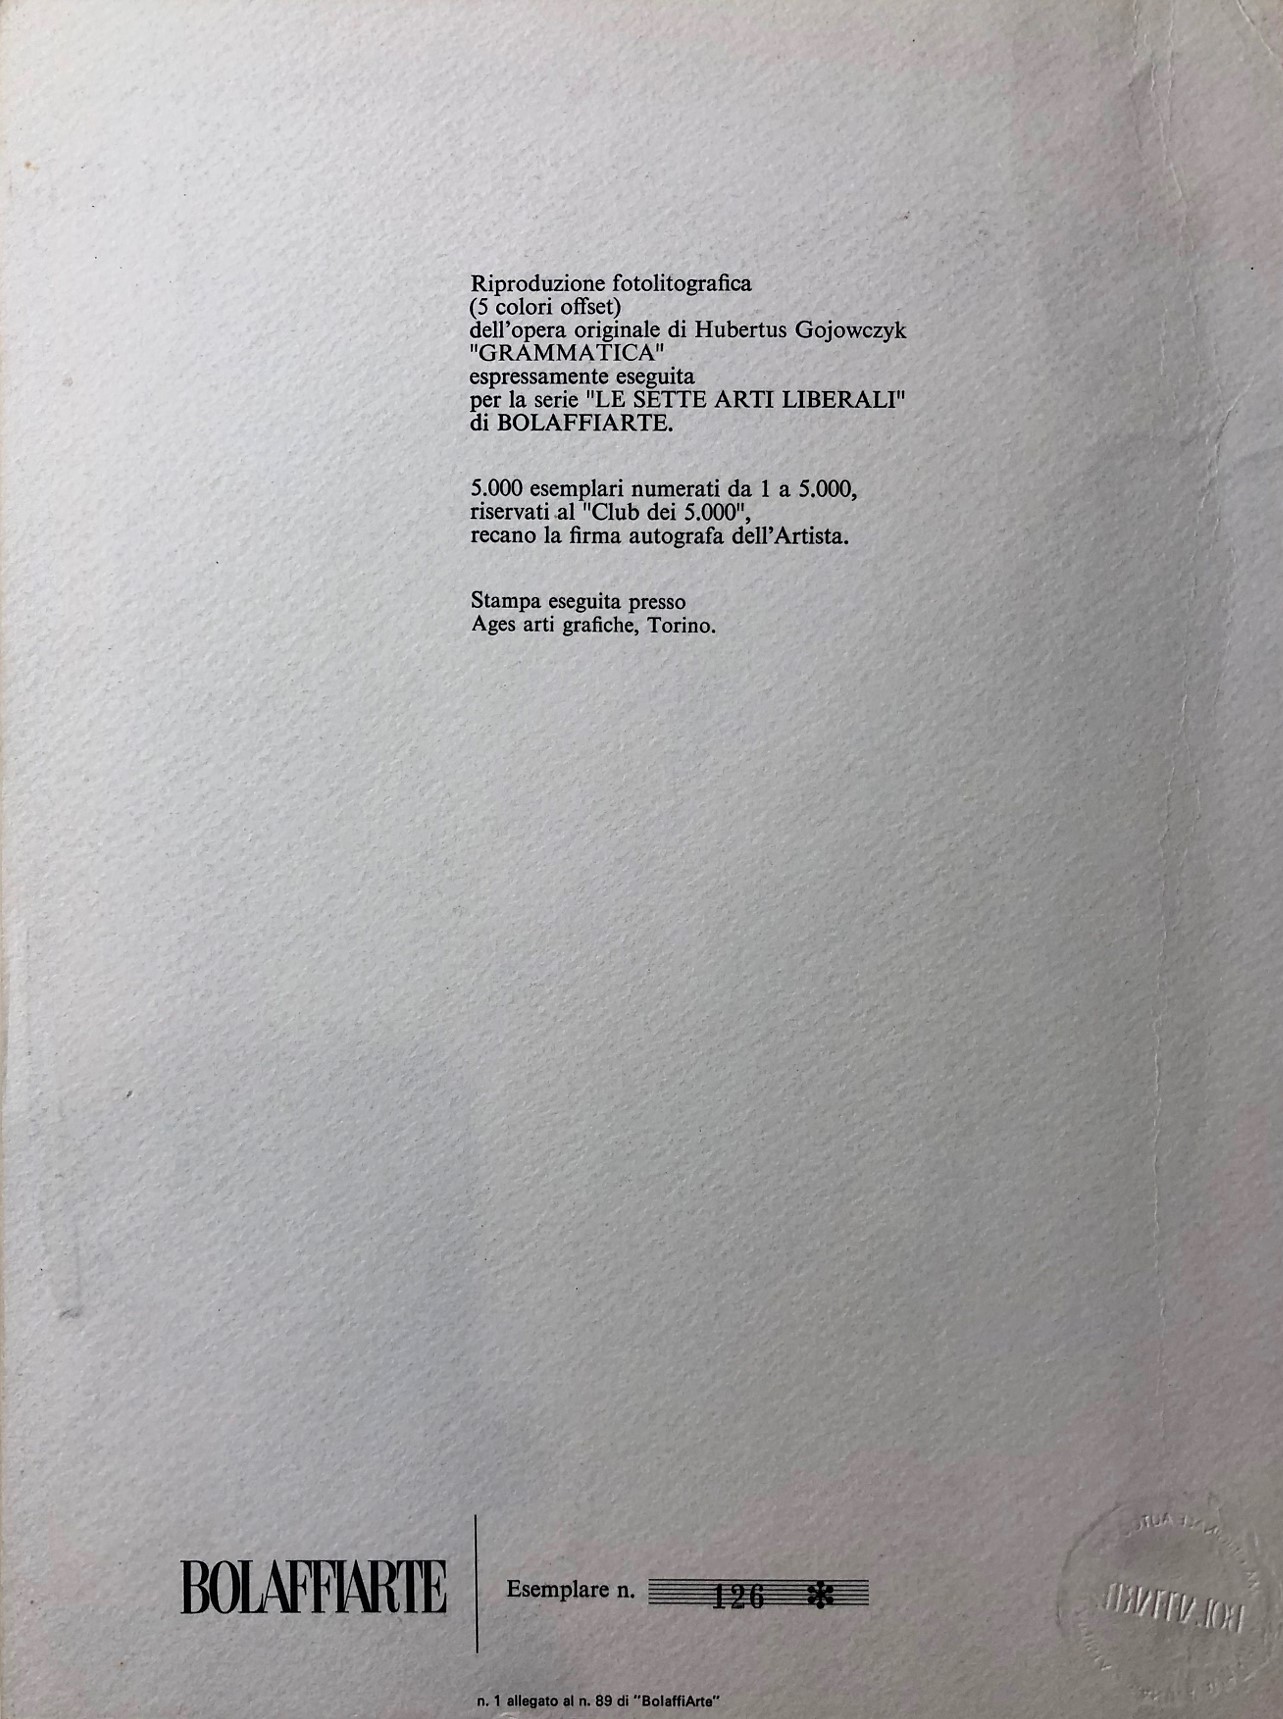 Riproduzione fotolitografica
(5 colori offset)
dell'opera originale di Hubertus Gojowczyk
"GRAMMATICA"
espressamente eseguita
per la serie "LE SETTE ARTI LIBERALI"
di BOLAFFIARTE.
5.000 esemplari numerati da 1 a 5.000,
riservati al "Club dei 5.000",
recano la firma autografa dell'Artista.
Stampa eseguita presso
Ages arti grafiche, Torino.
BOLAFFIARTE
Esemplare n. 126 *
n. 1 allegato al n. 89 di "BolaffiArte"
BOLAFFIARTE